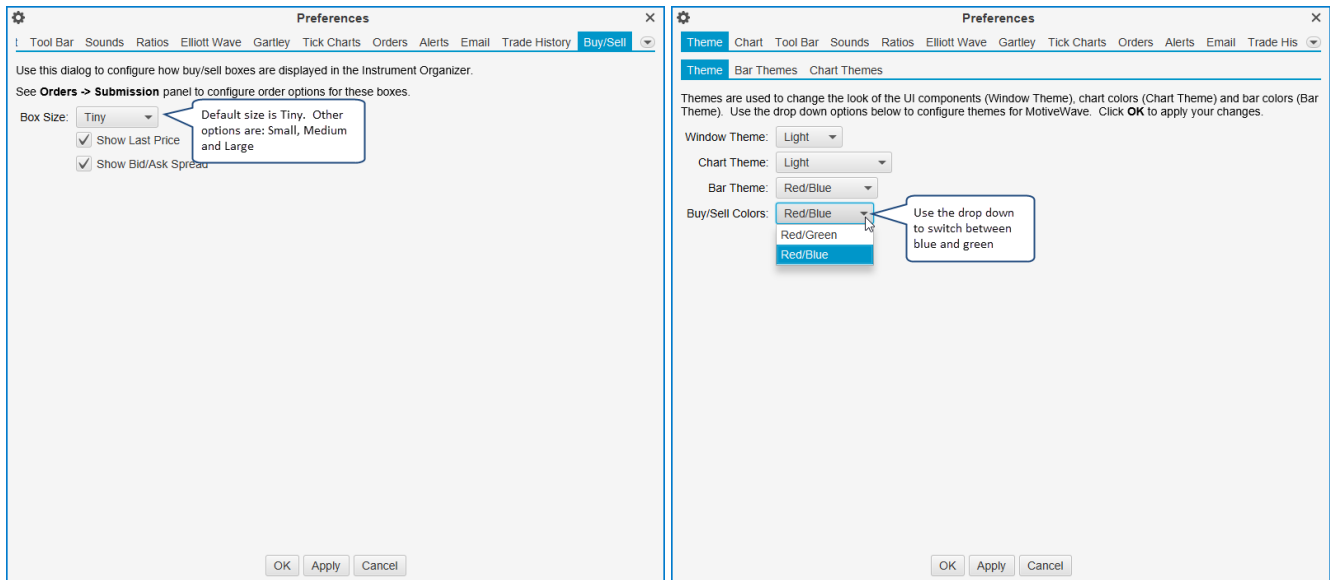 Preferences
Tool Bar Sounds Ratios Elliott Wave Gartley Tick Charts Orders Alerts Email Trade History Buy/Sell
Use this dialog to configure how buy/sell boxes are displayed in the Instrument Organizer.
See Orders -> Submission panel to configure order options for these boxes.
Box Size: Tiny
Default size is Tiny. Other
options are: Small, Medium
and Large
Show Last Price
Show Bid/Ask Spread
OK Apply Cancel
Preferences
Theme Chart Tool Bar Sounds Ratios Elliott Wave Gartley Tick Charts Orders Alerts Email Trade His
Theme Bar Themes Chart Themes
Themes are used to change the look of the UI components (Window Theme), chart colors (Chart Theme) and bar colors (Bar
Theme). Use the drop down options below to configure themes for MotiveWave. Click OK to apply your changes.
Window Theme: Light
Chart Theme: Light
Bar Theme: Red/Blue
Buy/Sell Colors: Red/Blue
Red/Green
Red/Blue
Use the drop down
to switch between
blue and green
OK Apply Cancel